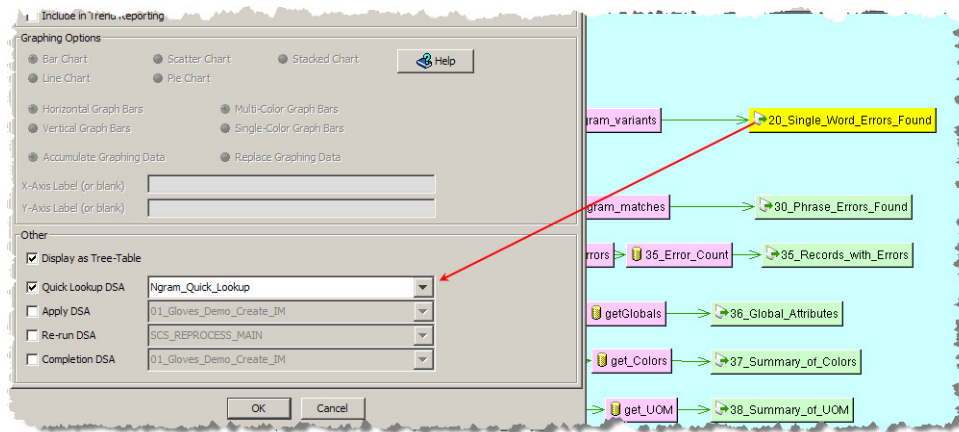 Include in Trend Reporting
Graphing Options
Bar Chart
Scatter Chart
Stacked Chart
Help
Line Chart
Pie Chart
Horizontal Graph Bars
Multi-Color Graph Bars
Vertical Graph Bars
Single-Color Graph Bars
Accumulate Graphing Data
Replace Graphing Data
X-Axis Label (or blank)
Y-Axis Label (or blank)
Other
Display as Tree-Table
Quick Lookup DSA
Ngram_Quick_Lookup
Apply DSA
01_Gloves_Demo_Create_IM
Re-run DSA
SCS_REPROCESS_MAIN
Completion DSA
01_Gloves_Demo_Create_IM
OK
Cancel
gram_variants
20_Single_Word_Errors_Found
gram_matches
30_Phrase_Errors_Found
rrors
35_Error_Count
35_Records_with_Errors
getGlobals
36_Global_Attributes
get_Colors
37_Summary_of_Colors
get_UOM
38_Summary_of_UOM